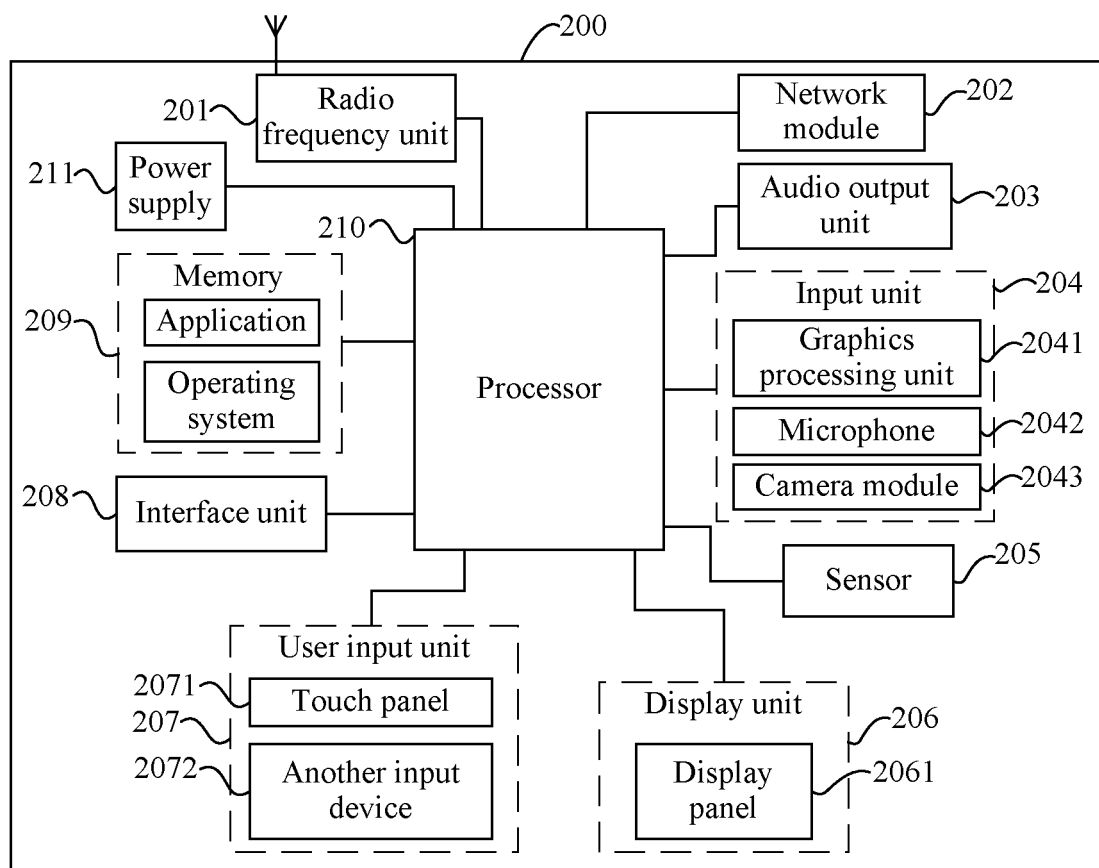 200
201
Radio
frequency unit
Network
module
202
211
Power
supply
Audio output
unit
203
210
Processor
Memory
209
Application
Operating
system
Input unit
204
Graphics
processing unit
2041
Microphone
2042
Camera module
2043
208
Interface unit
Sensor
205
User input unit
2071
Touch panel
207
2072
Another input
device
Display unit
206
Display
panel
2061